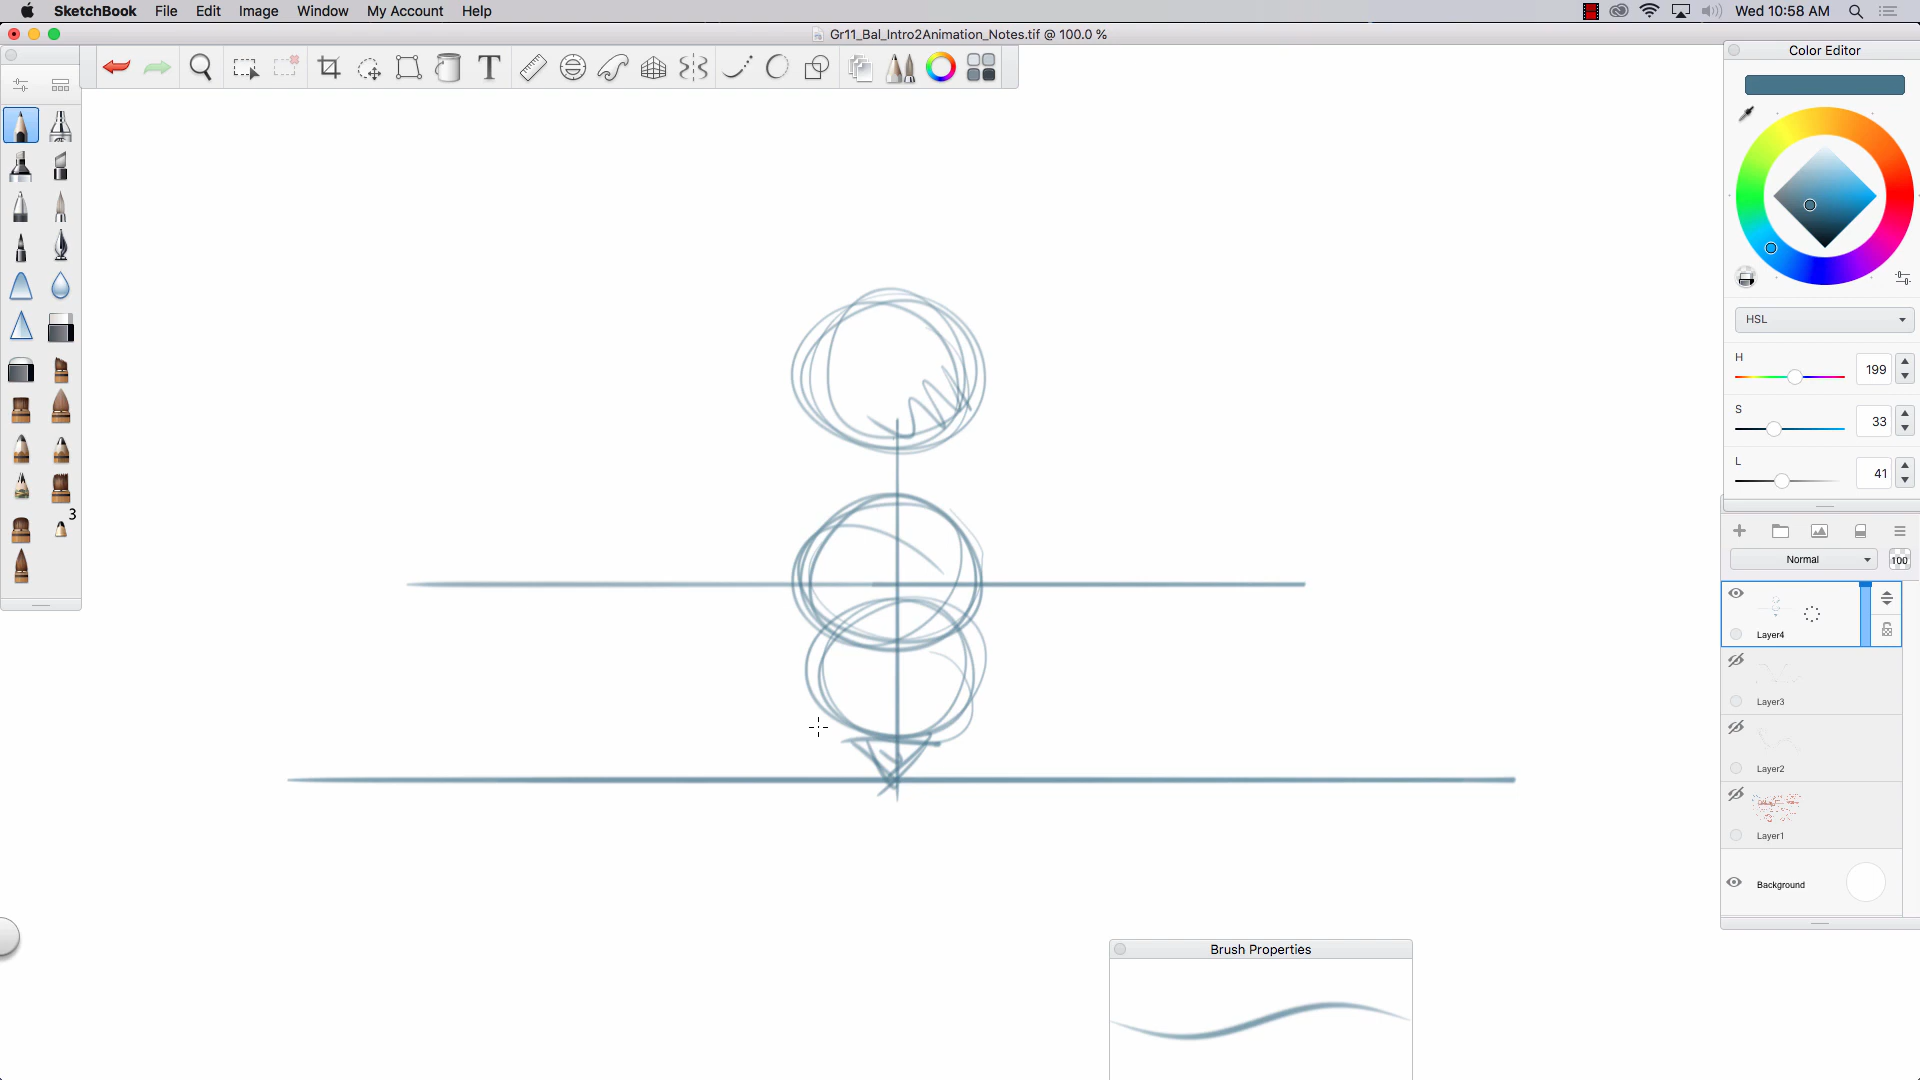 SketchBook File Edit Image Window My Account Help Wed 10:58 AM
Gr11_Bal_Intro2Animation_Notes.tif @ 100.0 %
T
Color Editor
HSL
H
199
S
33
L
41
3
Normal
100
Layer4
Layer3
Layer2
Layer1
Background
Brush Properties